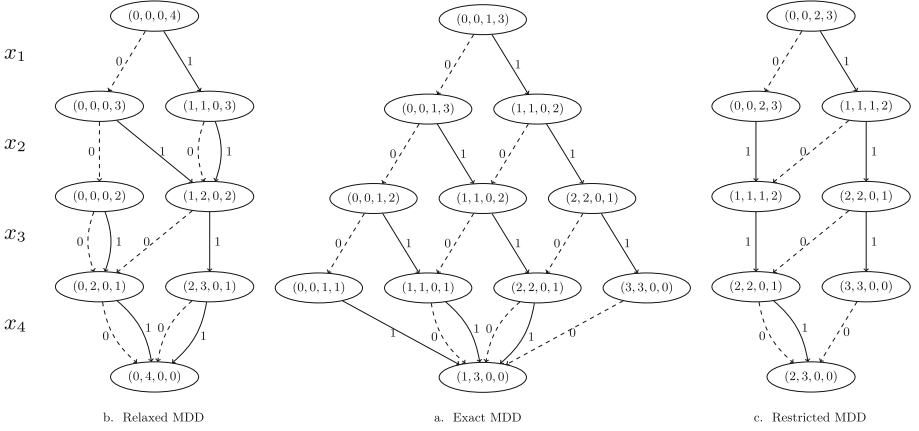 (0, 0, 0, 4) (0, 0, 1, 3) (0, 0, 2, 3)
x1 0 1 0 1 0 1
(0, 0, 0, 3) (1, 1, 0, 3) (0, 0, 1, 3) (1, 1, 0, 2) (0, 0, 2, 3) (1, 1, 1, 2)
x2 0 1 0 1 0 1 0 1 1 0 1
(0, 0, 0, 2) (1, 2, 0, 2) (0, 0, 1, 2) (1, 1, 0, 2) (2, 2, 0, 1) (1, 1, 1, 2) (2, 2, 0, 1)
x3 0 1 0 1 0 1 0 1 0 1 1 0 1
(0, 2, 0, 1) (2, 3, 0, 1) (0, 0, 1, 1) (1, 1, 0, 1) (2, 2, 0, 1) (3, 3, 0, 0) (2, 2, 0, 1) (3, 3, 0, 0)
x4 0 1 0 1 1 0 1 0 1 0 0 1 0
(0, 4, 0, 0) (1, 3, 0, 0) (2, 3, 0, 0)
b. Relaxed MDD a. Exact MDD c. Restricted MDD